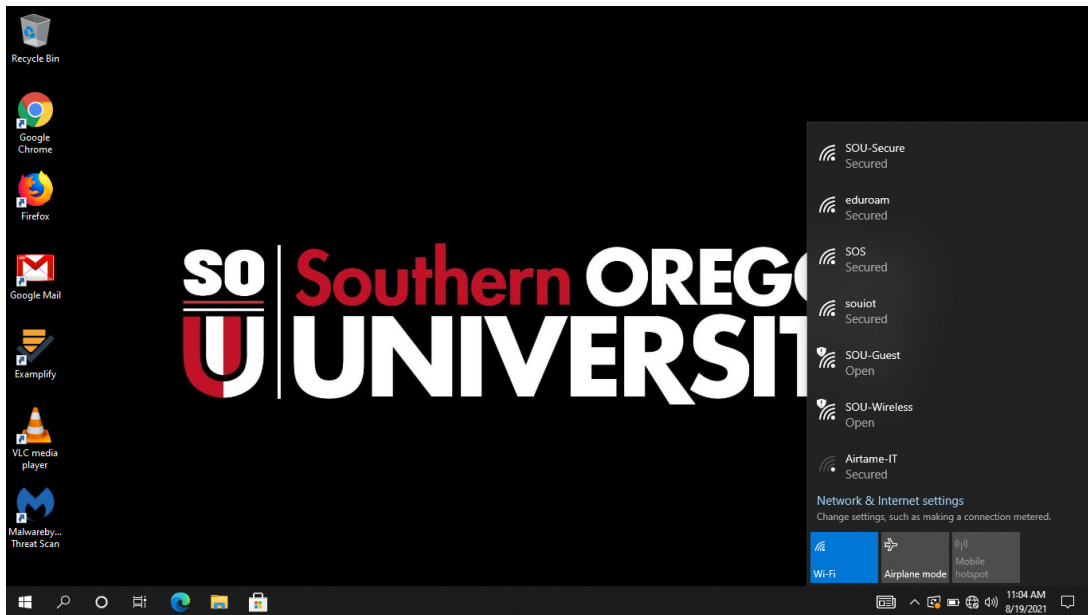 Recycle Bin
Google
Chrome
Firefox
Google Mail
Examplify
VLC media
player
Malwareby...
Threat Scan
SO
U
Southern OREGO
UNIVERSIT
SOU-Secure
Secured
eduroam
Secured
SOS
Secured
souiot
Secured
SOU-Guest
Open
SOU-Wireless
Open
Airtame-IT
Secured
Network & Internet settings
Change settings, such as making a connection metered.
Wi-Fi
Airplane mode
Mobile
hotspot
11:04 AM
8/19/2021